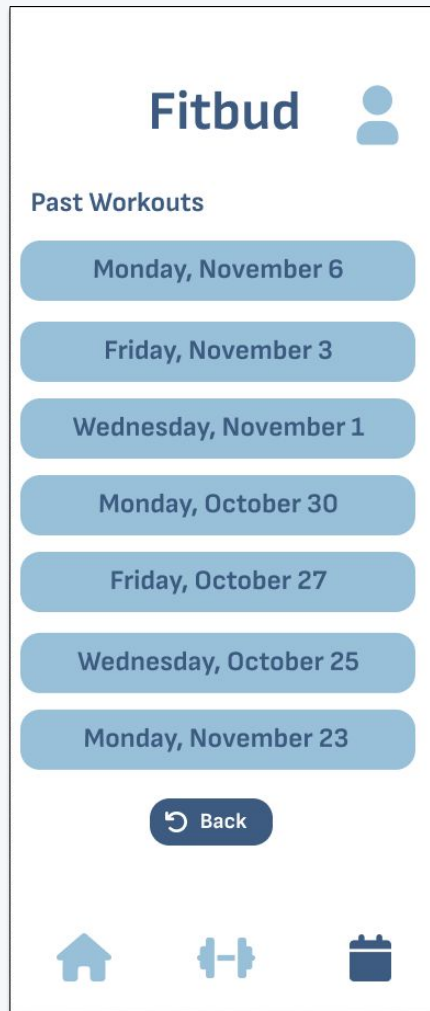 Fitbud
Past Workouts
Monday, November 6
Friday, November 3
Wednesday, November 1
Monday, October 30
Friday, October 27
Wednesday, October 25
Monday, November 23
Back